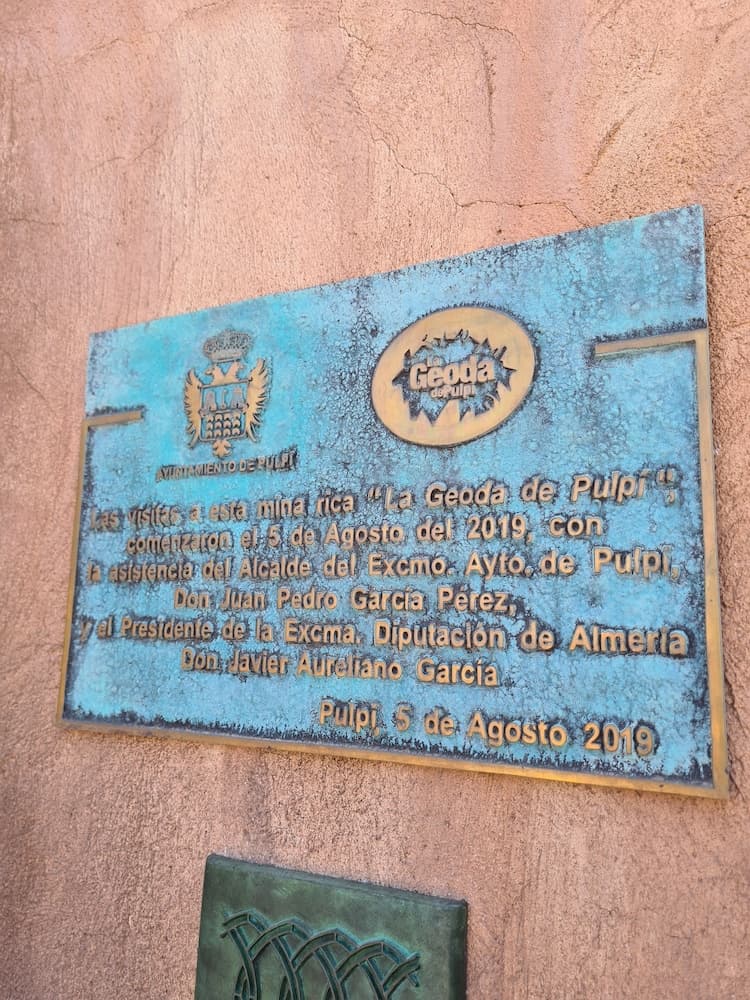 AYUNTAMIENTO DE PULPÍ
La
Geoda
de Pulpí
Las visitas a esta mina rica "La Geoda de Pulpí",
comenzaron el 5 de Agosto del 2019, con
la asistencia del Alcalde del Excmo. Ayto. de Pulpí,
Don Juan Pedro García Pérez,
y el Presidente de la Excma. Diputación de Almería
Don Javier Aureliano García
Pulpí, 5 de Agosto 2019